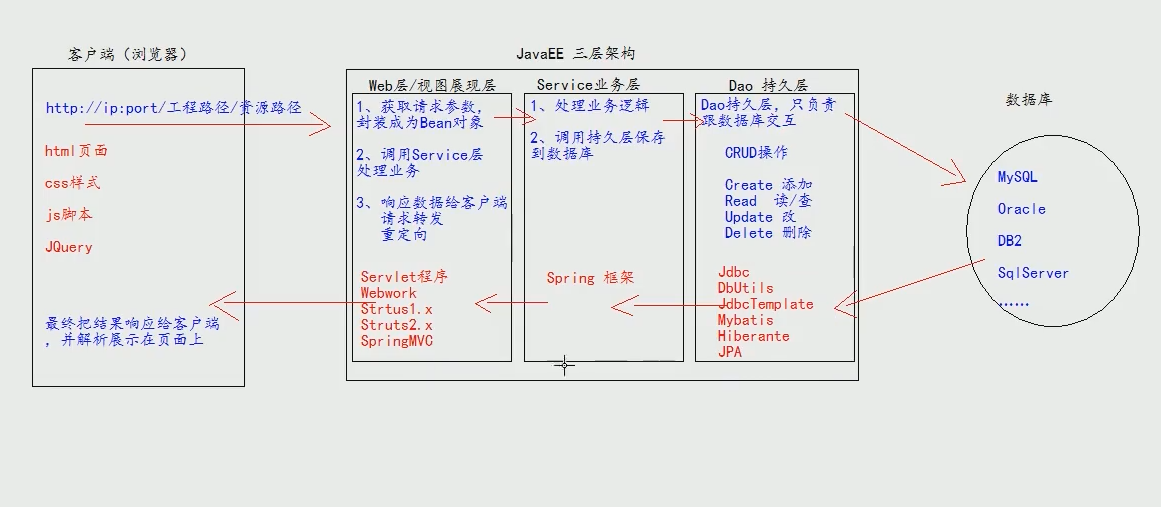 客户端（浏览器）
http://ip:port/工程路径/资源路径
html页面
css样式
js脚本
JQuery
最终把结果响应给客户端
，并解析展示在页面上
JavaEE 三层架构
Web层/视图展现层
1、获取请求参数，
封装成为Bean对象
2、调用Service层
处理业务
3、响应数据给客户端
请求转发
重定向
Servlet程序
Webwork
Strtus1.x
Struts2.x
SpringMVC
Service业务层
1、处理业务逻辑
2、调用持久层保存
到数据库
Spring 框架
Dao 持久层
Dao持久层，只负责
跟数据库交互
CRUD操作
Create 添加
Read 读/查
Update 改
Delete 删除
Jdbc
DbUtils
JdbcTemplate
Mybatis
Hiberante
JPA
数据库
MySQL
Oracle
DB2
SqlServer
......